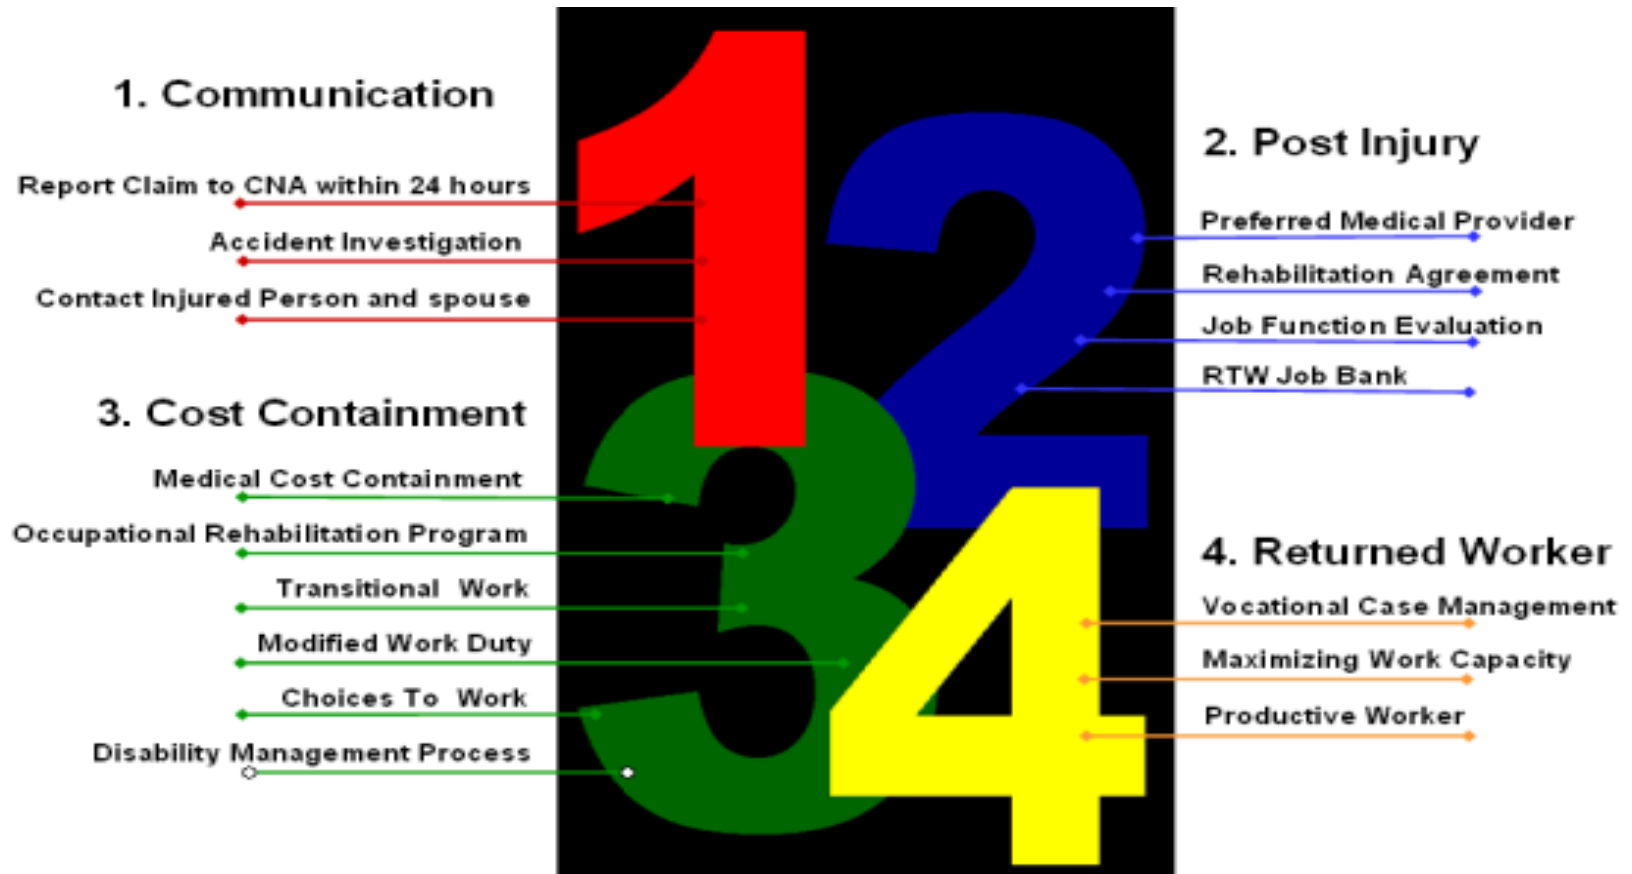 1. Communication
Report Claim to CNA within 24 hours
Accident Investigation
Contact Injured Person and spouse
2. Post Injury
Preferred Medical Provider
Rehabilitation Agreement
Job Function Evaluation
RTW Job Bank
3. Cost Containment
Medical Cost Containment
Occupational Rehabilitation Program
Transitional Work
Modified Work Duty
Choices To Work
Disability Management Process
4. Returned Worker
Vocational Case Management
Maximizing Work Capacity
Productive Worker
1
2
3
4